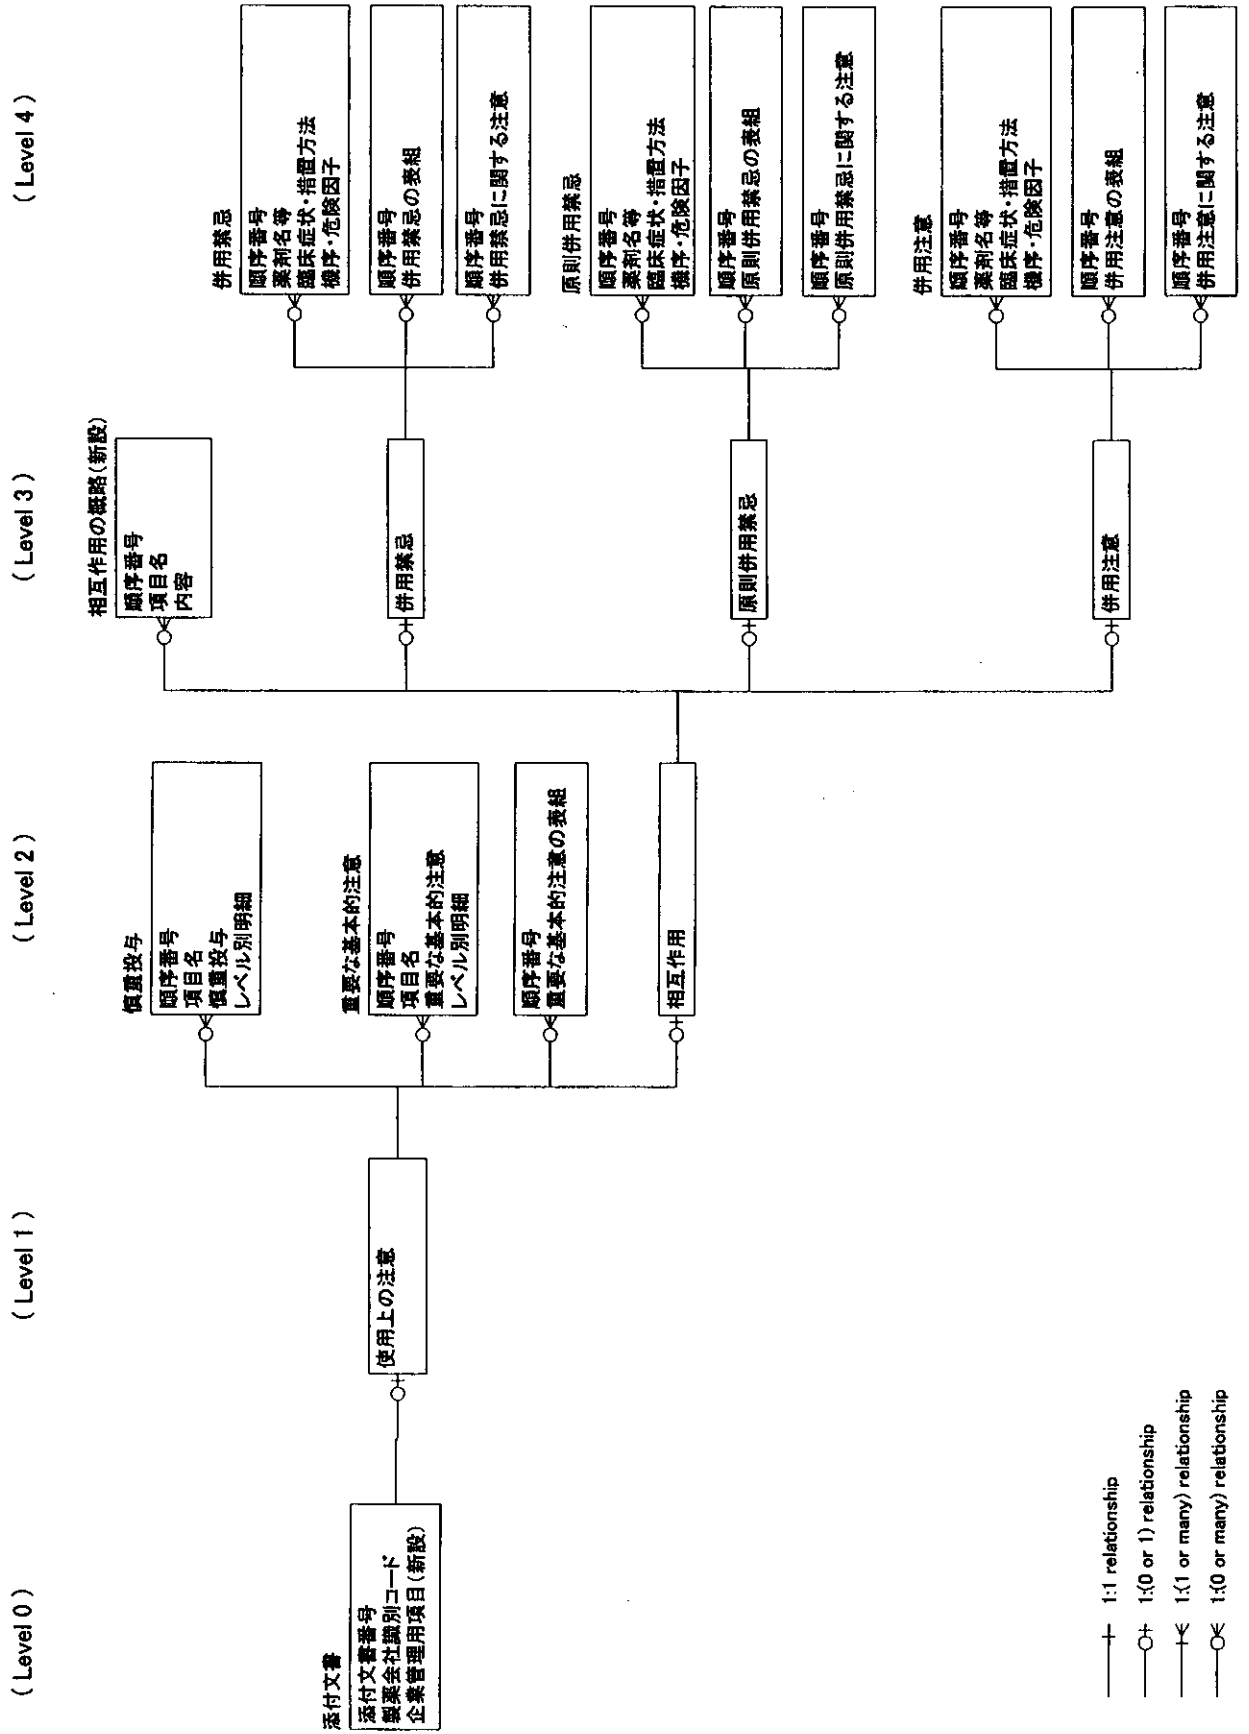 (Level 0)
(Level 1)
(Level 2)
(Level 3)
(Level 4)
添付文書
添付文書番号
製薬会社識別コード
企業管理用項目(新設)
使用上の注意
慎重投与
順序番号
項目名
慎重投与
レベル別明細
重要な基本的注意
順序番号
項目名
重要な基本的注意
レベル別明細
順序番号
重要な基本的注意の表組
相互作用
相互作用の概略(新設)
順序番号
項目名
内容
併用禁忌
原則併用禁忌
併用注意
併用禁忌
順序番号
薬剤名等
臨床症状・措置方法
機序・危険因子
順序番号
併用禁忌の表組
順序番号
併用禁忌に関する注意
原則併用禁忌
順序番号
薬剤名等
臨床症状・措置方法
機序・危険因子
順序番号
原則併用禁忌の表組
順序番号
原則併用禁忌に関する注意
併用注意
順序番号
薬剤名等
臨床症状・措置方法
機序・危険因子
順序番号
併用注意の表組
順序番号
併用注意に関する注意
1:1 relationship
1:(0 or 1) relationship
1:(1 or many) relationship
1:(0 or many) relationship